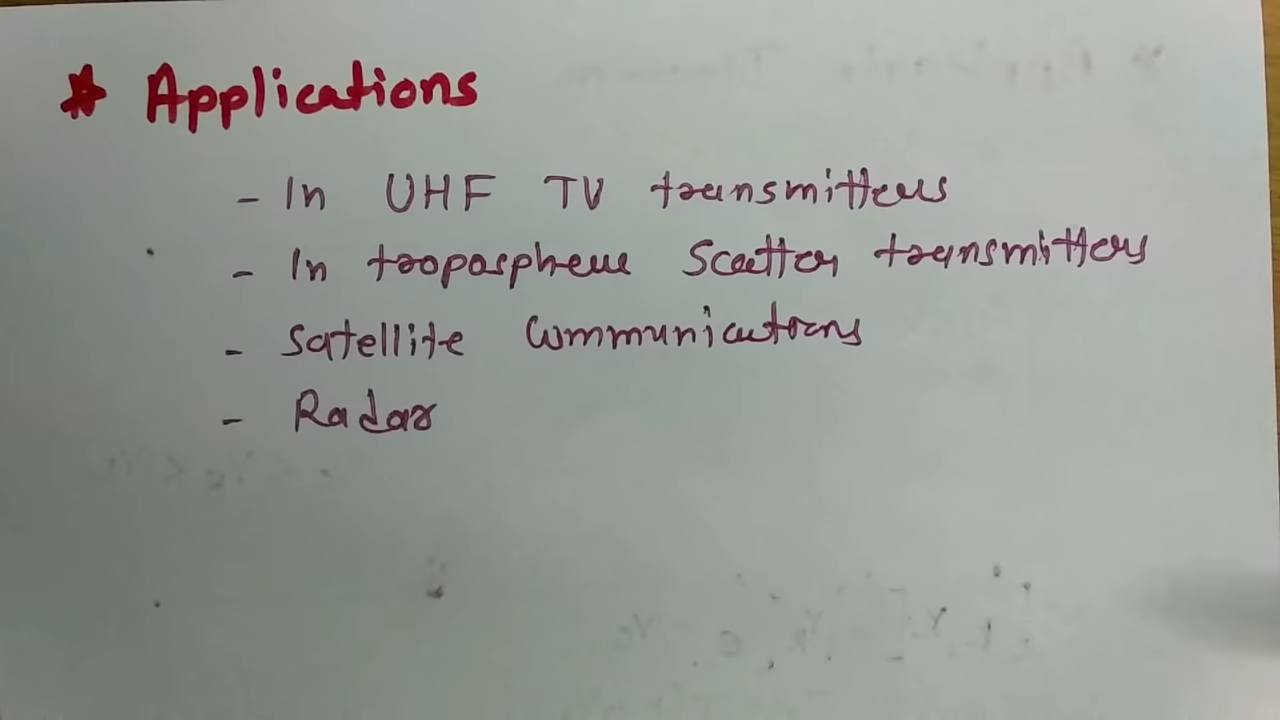 * Applications
- In UHF TV transmitters
- In troposphere Scatter transmitters
- Satellite Communications
- Radar